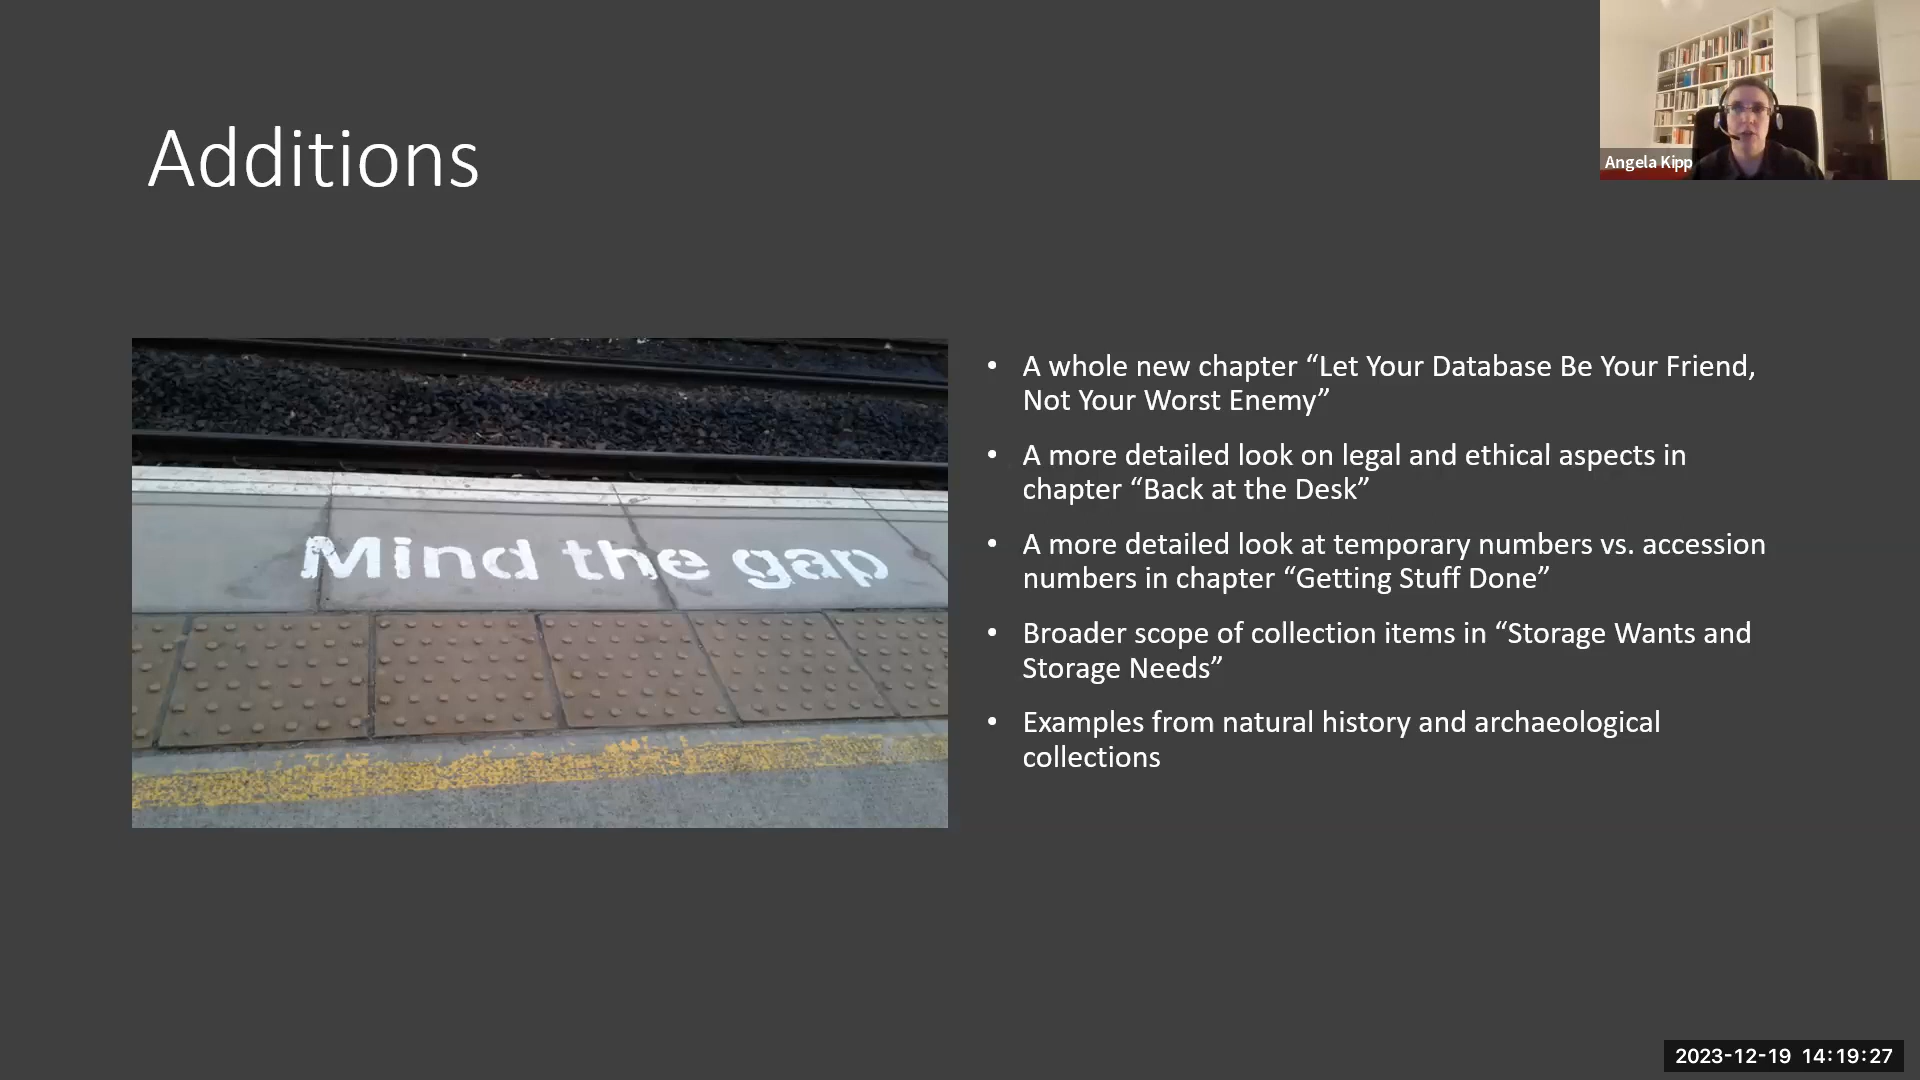 Additions
Angela Kipp
Mind the gap
• A whole new chapter “Let Your Database Be Your Friend,
Not Your Worst Enemy”
• A more detailed look on legal and ethical aspects in
chapter “Back at the Desk”
• A more detailed look at temporary numbers vs. accession
numbers in chapter “Getting Stuff Done”
• Broader scope of collection items in “Storage Wants and
Storage Needs”
• Examples from natural history and archaeological
collections
2023-12-19 14:19:27